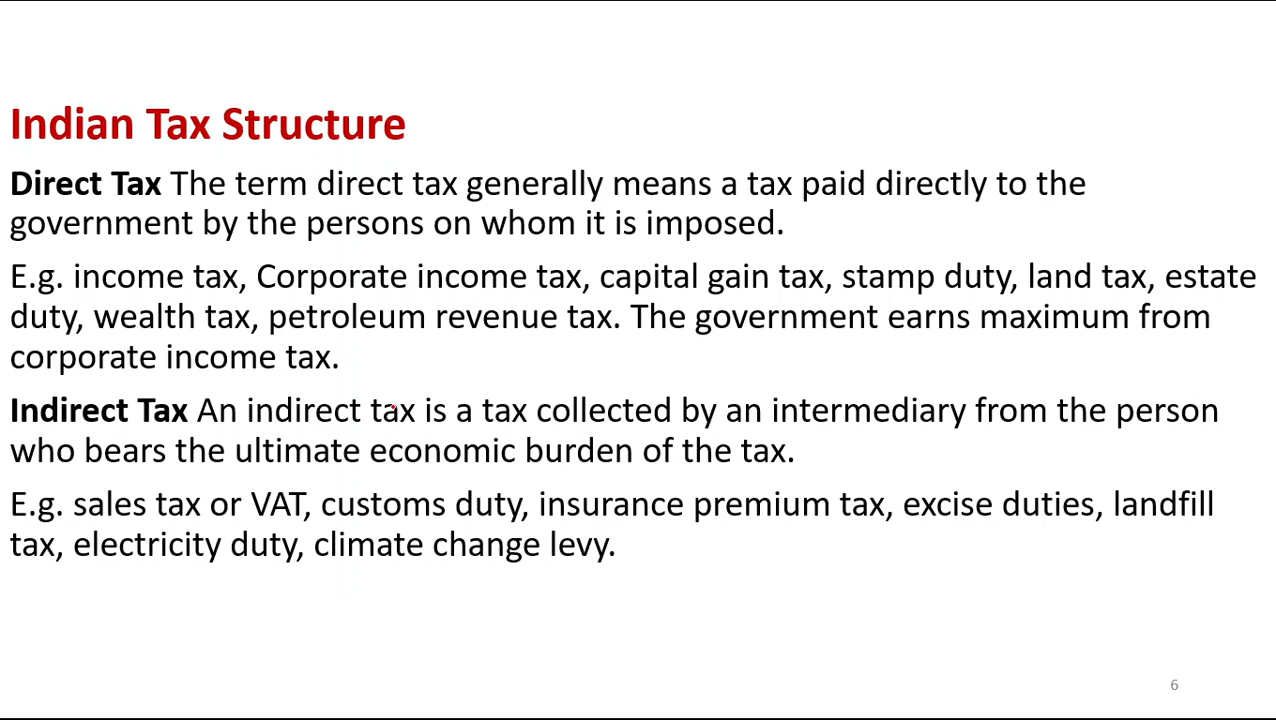 Indian Tax Structure
Direct Tax The term direct tax generally means a tax paid directly to the
government by the persons on whom it is imposed.
E.g. income tax, Corporate income tax, capital gain tax, stamp duty, land tax, estate
duty, wealth tax, petroleum revenue tax. The government earns maximum from
corporate income tax.
Indirect Tax An indirect tax is a tax collected by an intermediary from the person
who bears the ultimate economic burden of the tax.
E.g. sales tax or VAT, customs duty, insurance premium tax, excise duties, landfill
tax, electricity duty, climate change levy.
6